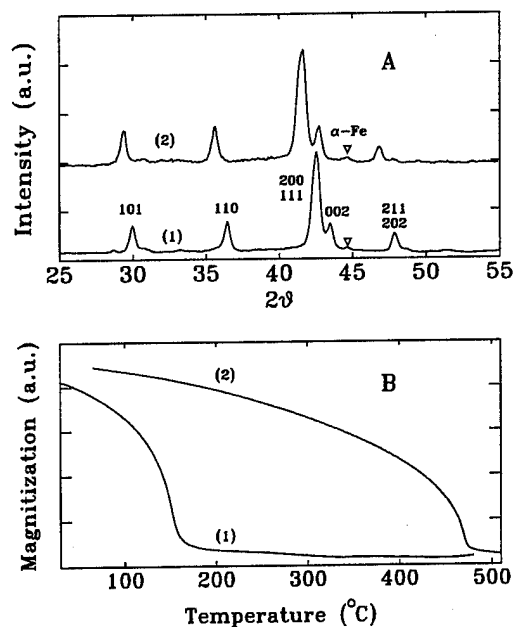 A
Intensity (a.u.)
(2)
α–Fe
101
(1)
110
200
111
002
211
202
25 30 35 40 45 50 55
2ϑ
B
Magnitization (a.u.)
(2)
(1)
100 200 300 400 500
Temperature (°C)